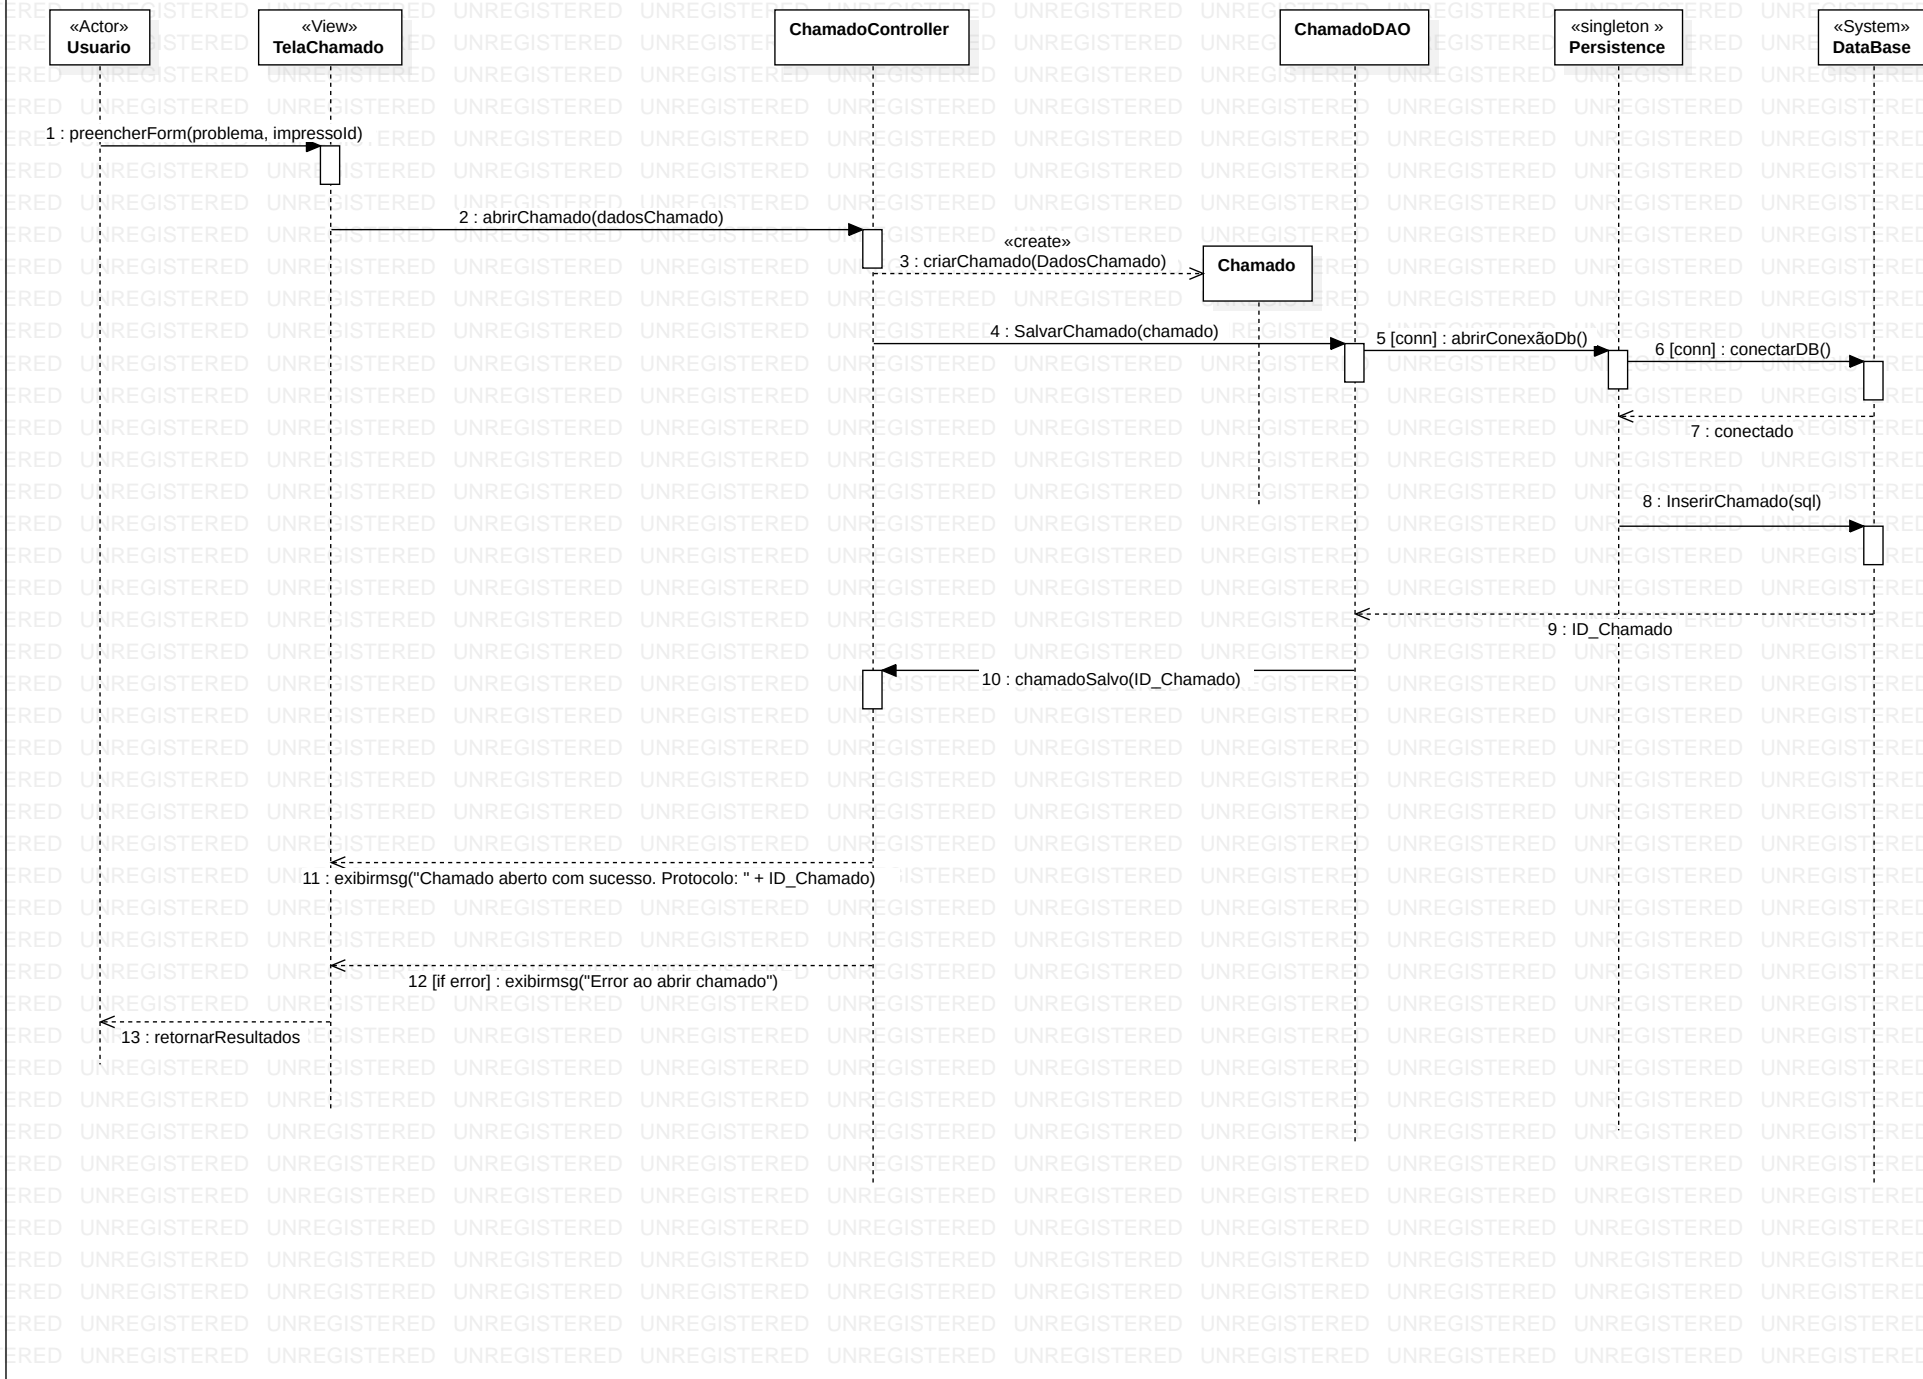 «Actor»
Usuario
«View»
TelaChamado
ChamadoController
ChamadoDAO
«singleton »
Persistence
«System»
DataBase
1 : preencherForm(problema, impressoId)
2 : abrirChamado(dadosChamado)
«create»
3 : criarChamado(DadosChamado)
Chamado
4 : SalvarChamado(chamado)
5 [conn] : abrirConexãoDb()
6 [conn] : conectarDB()
7 : conectado
8 : InserirChamado(sql)
9 : ID_Chamado
10 : chamadoSalvo(ID_Chamado)
11 : exibirmsg("Chamado aberto com sucesso. Protocolo: " + ID_Chamado)
12 [if error] : exibirmsg("Error ao abrir chamado")
13 : retornarResultados
UNREGISTERED